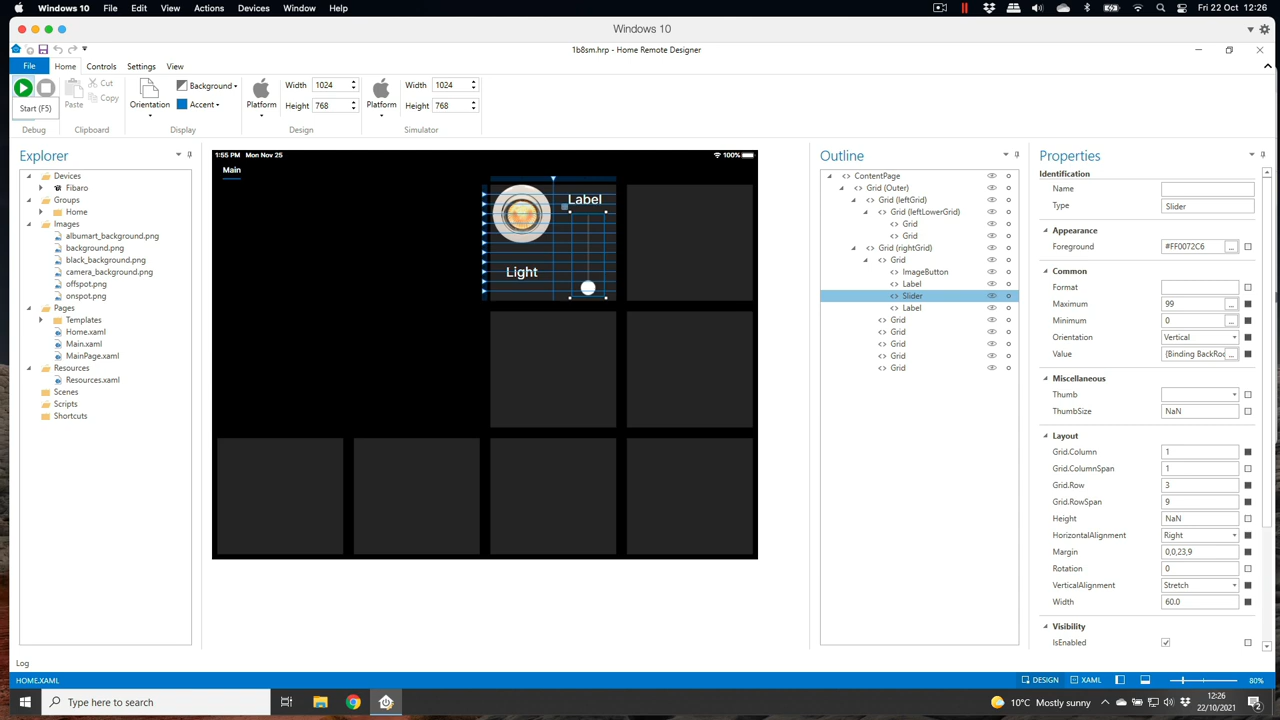 File Edit View Actions Devices Window Help Fri 22 Oct 12:26
Windows 10
1b8sm.hrp - Home Remote Designer
File Home Controls Settings View
Cut
Copy
Paste
Orientation
Background
Accent
Platform
Width 1024
Height 768
Platform
Width 1024
Height 768
Start (F5)
Debug Clipboard Display Design Simulator
Explorer
Devices
Fibaro
Groups
Home
Images
albumart_background.png
background.png
black_background.png
camera_background.png
offspot.png
onspot.png
Pages
Templates
Home.xaml
Main.xaml
MainPage.xaml
Resources
Resources.xaml
Scenes
Scripts
Shortcuts
1:55 PM Mon Nov 25 100%
Main
Label
Light
Outline
ContentPage
Grid (Outer)
Grid (leftGrid)
Grid (leftLowerGrid)
Grid
Grid
Grid (rightGrid)
Grid
ImageButton
Label
Slider
Label
Grid
Grid
Grid
Grid
Grid
Properties
Identification
Name
Type Slider
Appearance
Foreground #FF0072C6 ...
Common
Format
Maximum 99 ...
Minimum 0 ...
Orientation Vertical
Value {Binding BackRoo ...
Miscellaneous
Thumb
ThumbSize NaN
Layout
Grid.Column 1
Grid.ColumnSpan 1
Grid.Row 3
Grid.RowSpan 9
Height NaN
HorizontalAlignment Right
Margin 0,0,23,9
Rotation 0
VerticalAlignment Stretch
Width 60.0
Visibility
IsEnabled
Log
HOME.XAML DESIGN XAML 80%
Type here to search
10°C Mostly sunny
12:26
22/10/2021
2